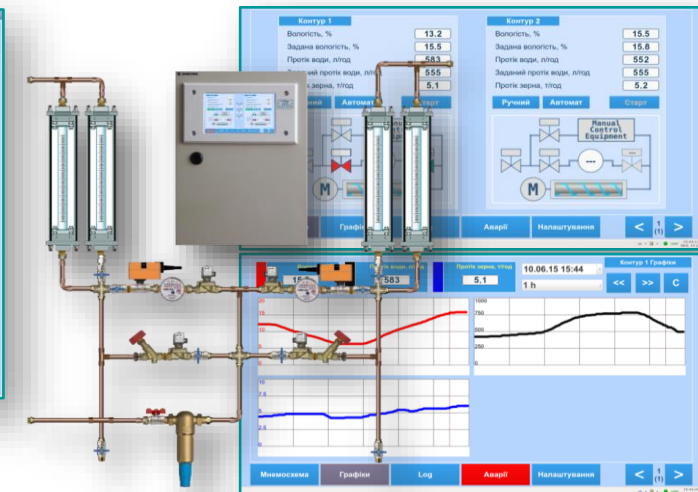 Контур 1
Вологість, % 13.2
Задана вологість, % 15.5
Протік води, л/год 583
протік води, л/год 555
зерна, т/год 5.1
Автомат Старт
Контур 2
Вологість, % 15.5
Задана вологість, % 15.8
Протік води, л/год 552
Заданий протік води, л/год 555
Протік зерна, т/год 5.2
Ручний Автомат Старт
Manual
Control
Equipment
M
M
Аварії Налаштування < 1 (1) >
583
Протік зерна, т/год
5,1
10.06.15 15:44
1 h
Контур 1 Графіки
<< >> C
20
15
10
5
0
1000
750
500
250
0
10
7.5
5
2.5
0
Мнемосхема Графіки Log Аварії Налаштування < 1 (1) >